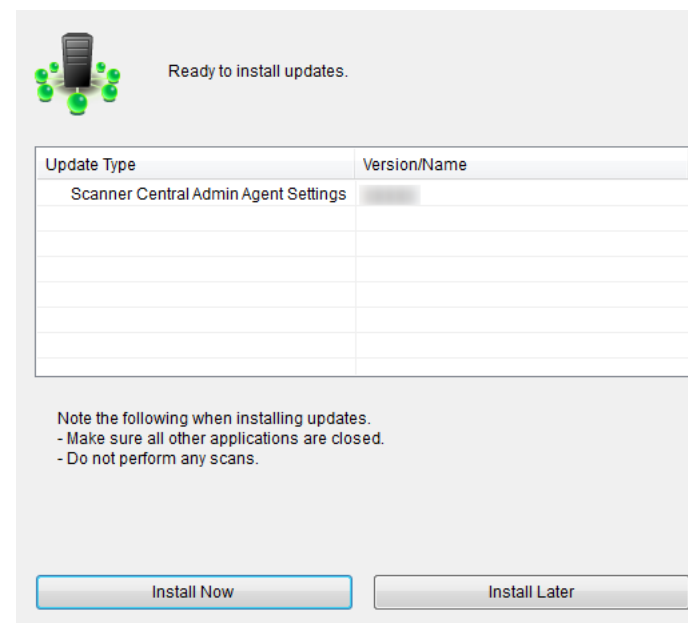 Ready to install updates.
Update Type Version/Name
Scanner Central Admin Agent Settings
Note the following when installing updates.
- Make sure all other applications are closed.
- Do not perform any scans.
Install Now Install Later